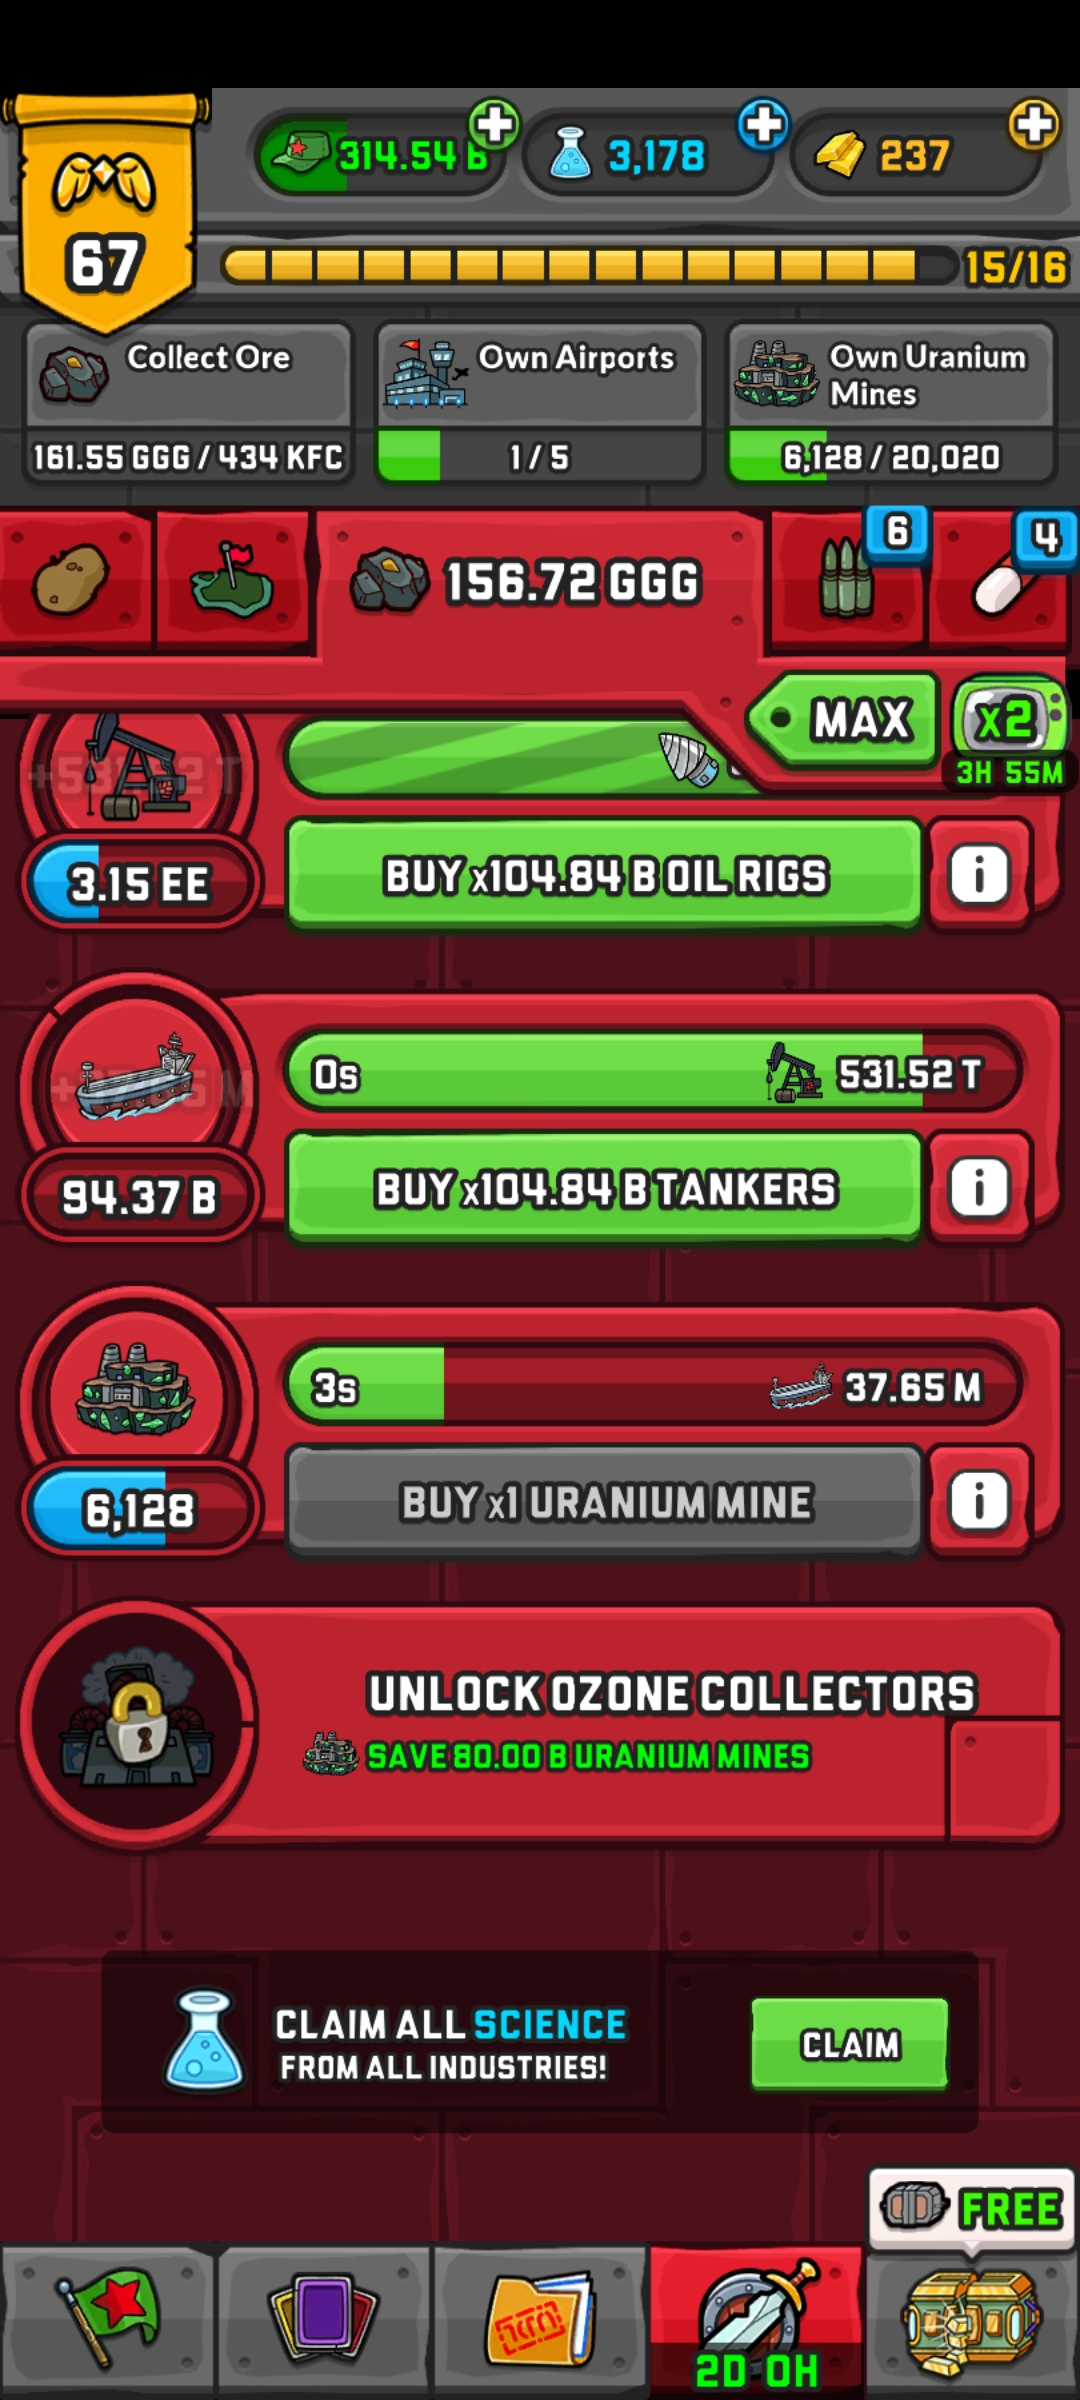 314.54 B
3,178
237
67
15/16
Collect Ore
161.55 GGG / 434 KFC
Own Airports
1 / 5
Own Uranium
Mines
6,128 / 20,020
156.72 GGG
6
4
MAX
x2
3H 55M
3.15 EE
BUY x104.84 B OIL RIGS
i
0s
531.52 T
94.37 B
BUY x104.84 B TANKERS
i
3s
37.65 M
6,128
BUY x1 URANIUM MINE
i
UNLOCK OZONE COLLECTORS
SAVE 80.00 B URANIUM MINES
CLAIM ALL SCIENCE
FROM ALL INDUSTRIES!
CLAIM
FREE
2D 0H